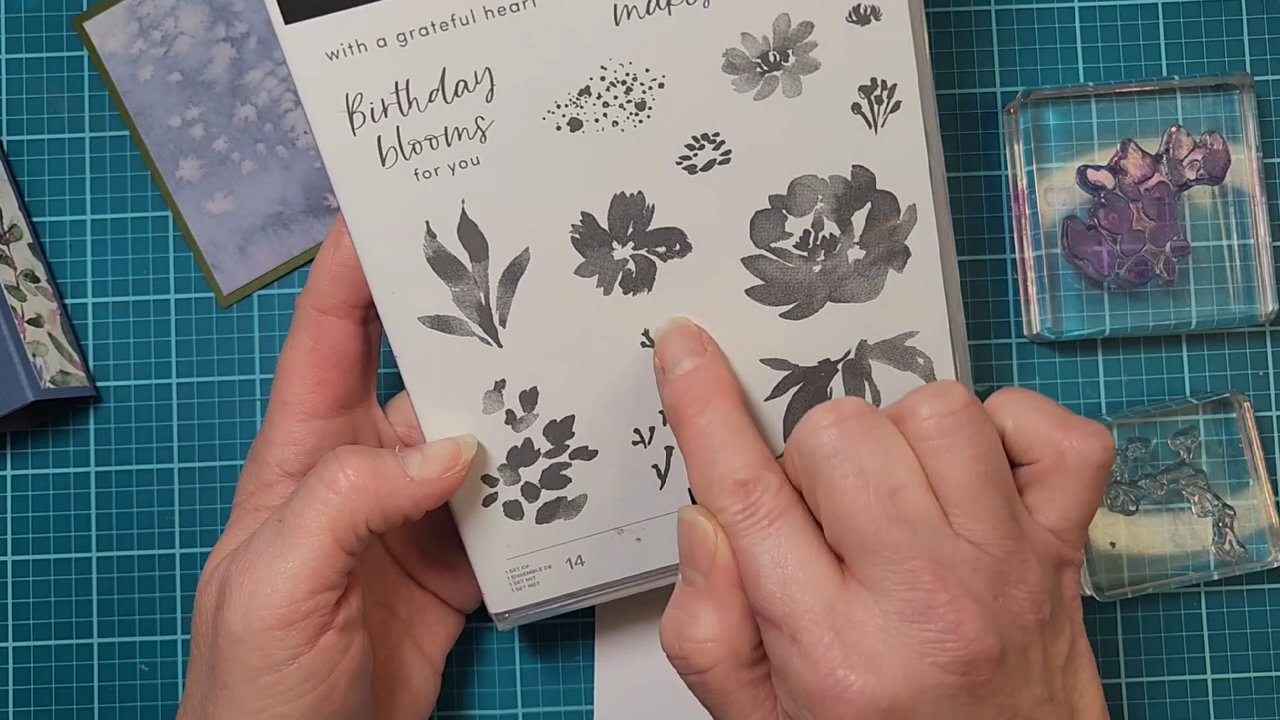 with a grateful heart
makes
Birthday
blooms
for you
1 SET OF
1 ENSEMBLE DE
1 SET MIT
1 SET MET
14